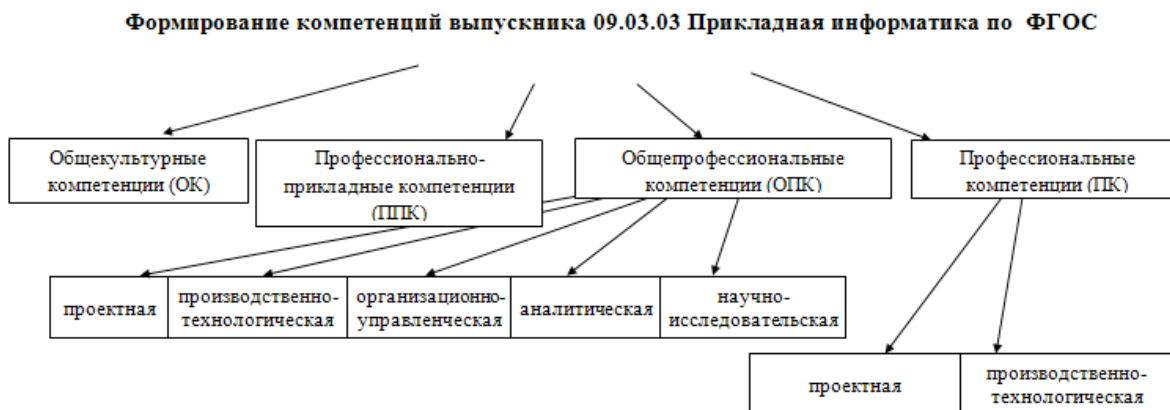 Формирование компетенций выпускника 09.03.03 Прикладная информатика по ФГОС
Общекультурные
компетенции (ОК)
Профессионально-
прикладные компетенции
(ППК)
Общепрофессиональные
компетенции (ОПК)
Профессиональные
компетенции (ПК)
проектная
производственно-
технологическая
организационно-
управленческая
аналитическая
научно-
исследовательская
проектная
производственно-
технологическая